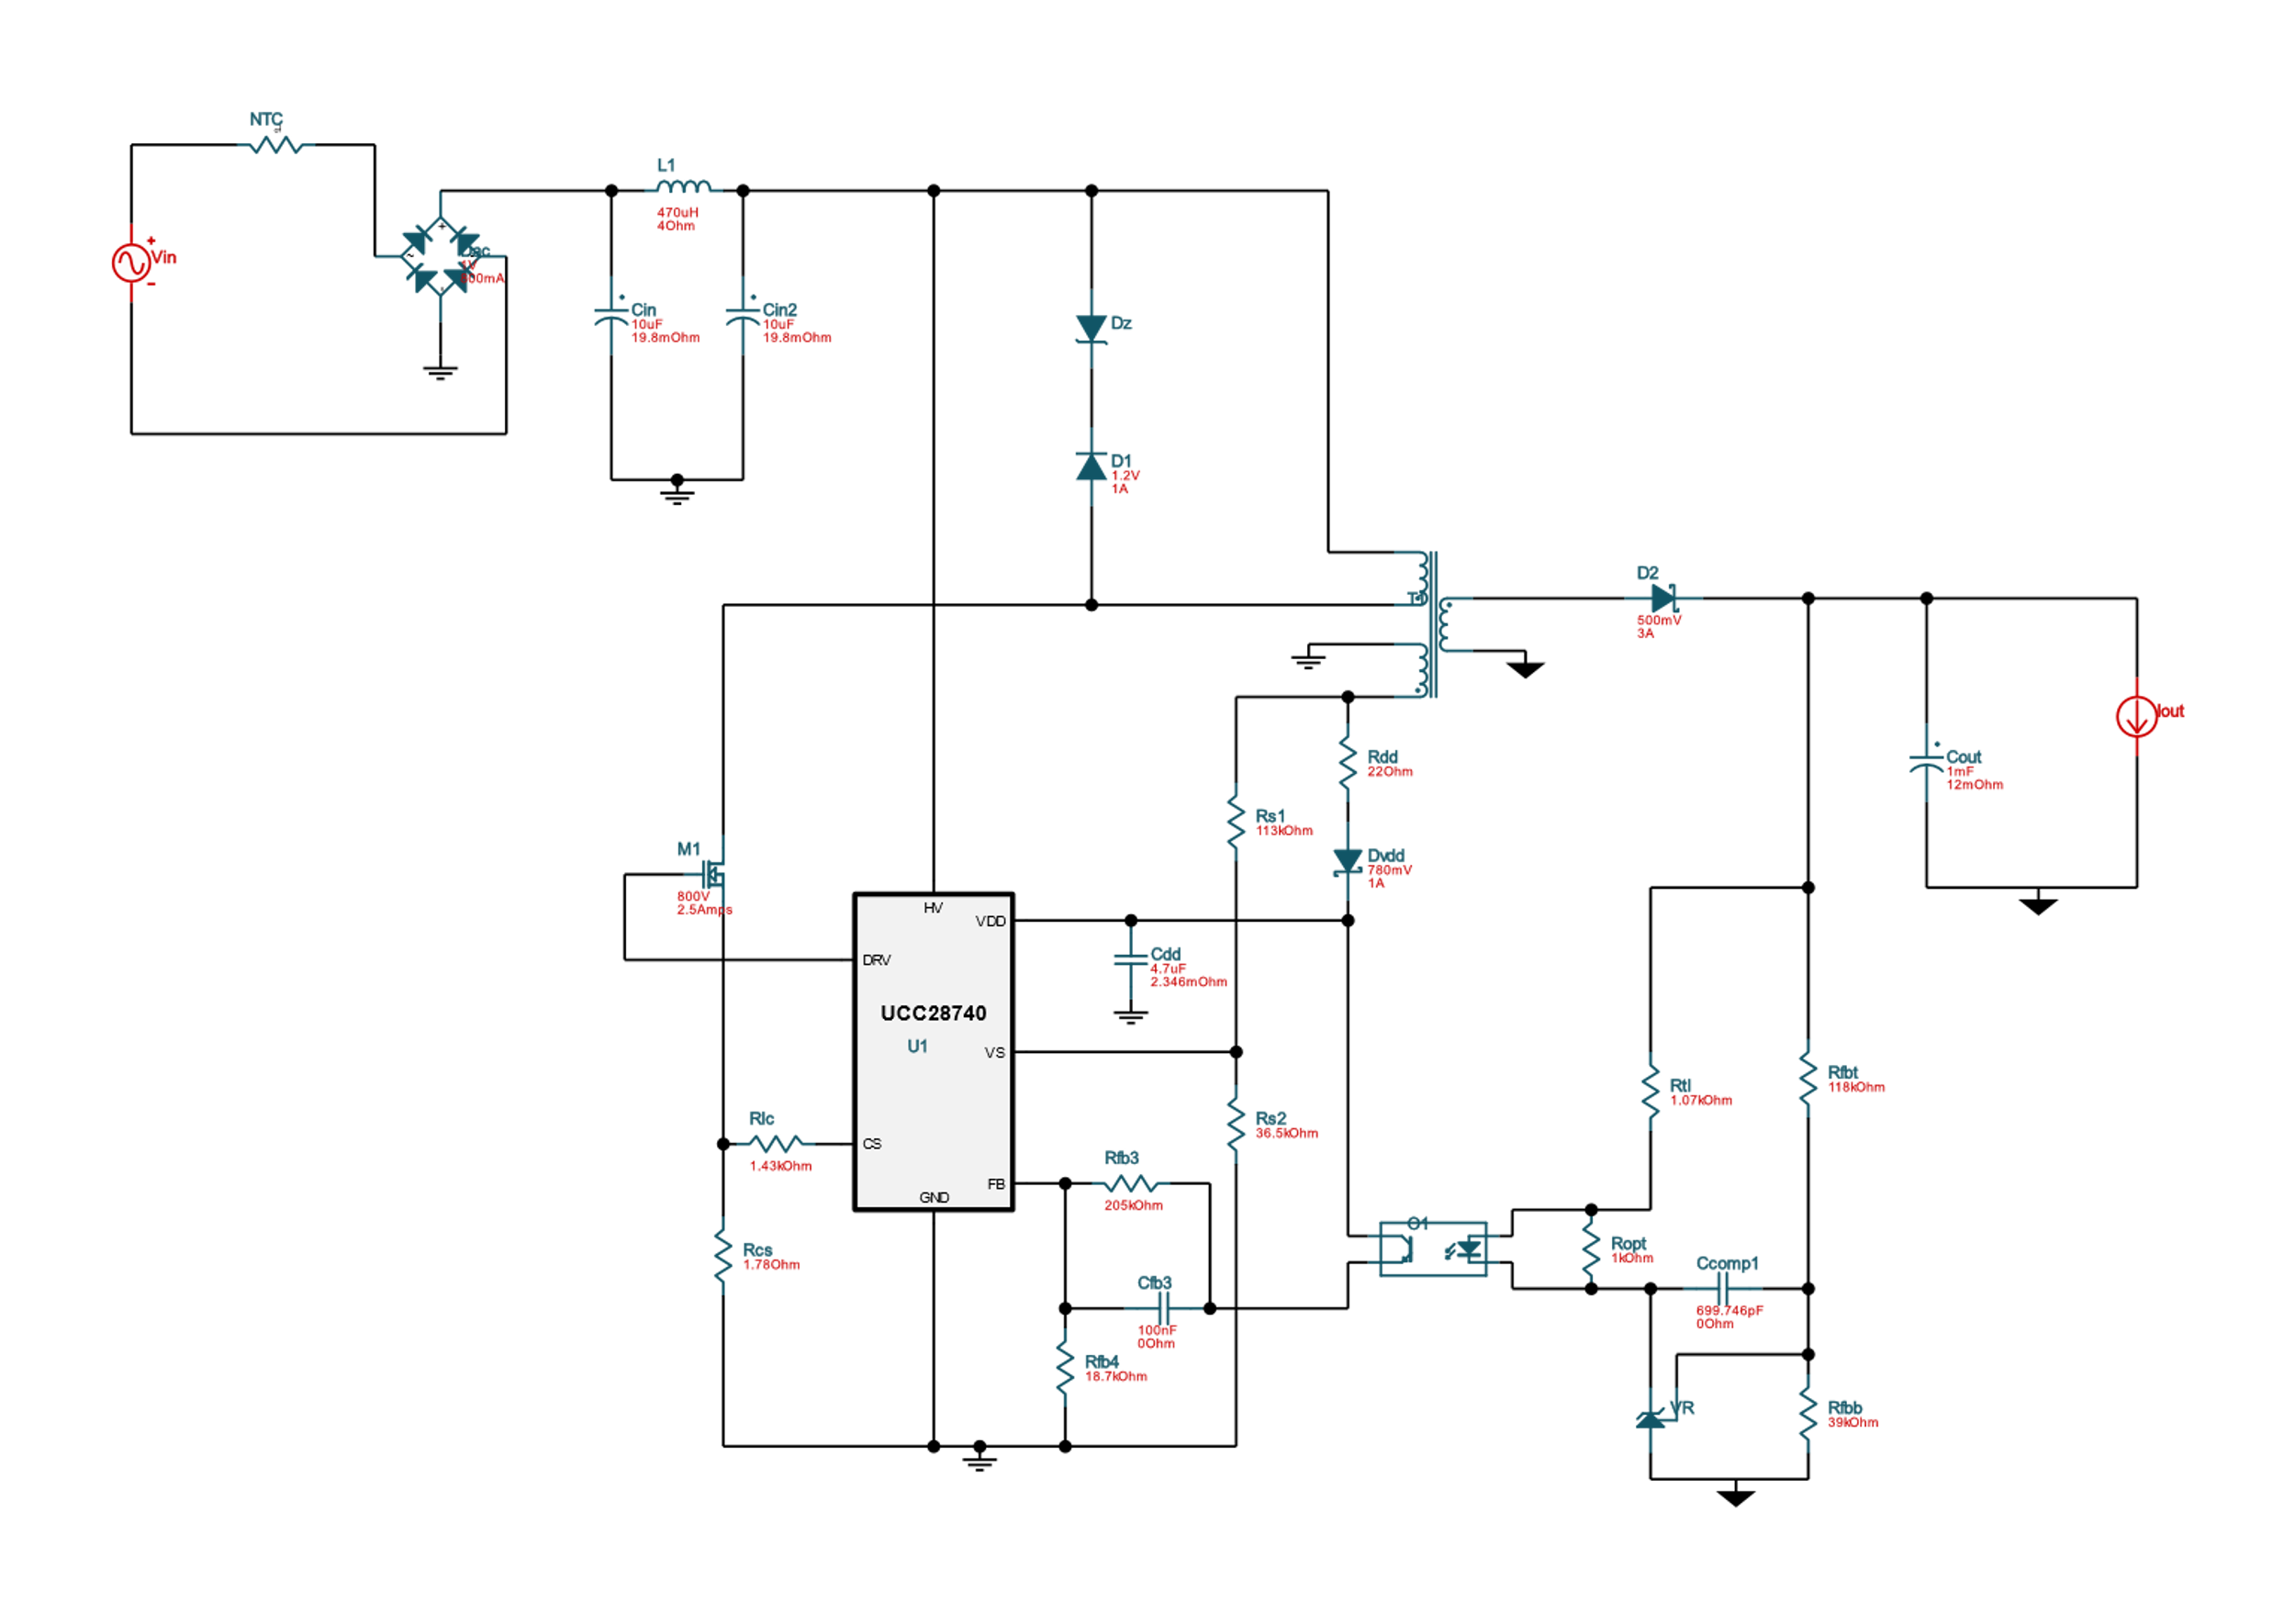 NTC
Vin
+
-
L1
470uH
4Ohm
1V
Cin
10uF
19.8mOhm
Cin2
10uF
19.8mOhm
Dz
D1
1.2V
1A
T1
D2
500mV
3A
Iout
Cout
1mF
12mOhm
Rdd
22Ohm
Rs1
113kOhm
Dvdd
780mV
1A
M1
800V
2.5Amps
HV
VDD
DRV
UCC28740
U1
VS
CS
FB
GND
Cdd
4.7uF
2.346mOhm
Rlc
1.43kOhm
Rcs
1.78Ohm
Rs2
36.5kOhm
Rfb3
205kOhm
Cfb3
100nF
0Ohm
Rfb4
18.7kOhm
O1
Rtl
1.07kOhm
Rfbt
118kOhm
Ropt
1kOhm
Ccomp1
699.746pF
0Ohm
VR
Rfbb
39kOhm